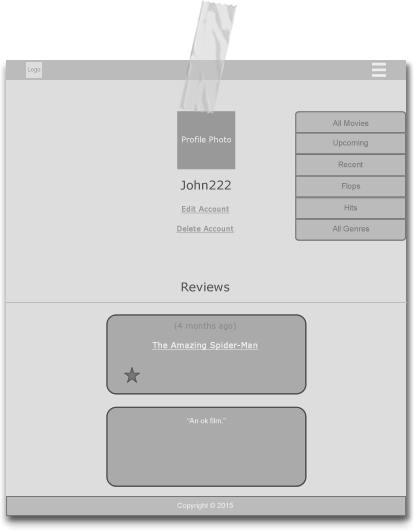 Logo
Profile Photo
All Movies
Upcoming
Recent
Flops
Hits
All Genres
John222
Edit Account
Delete Account
Reviews
(4 months ago)
The Amazing Spider-Man
"An ok film."
Copyright © 2015